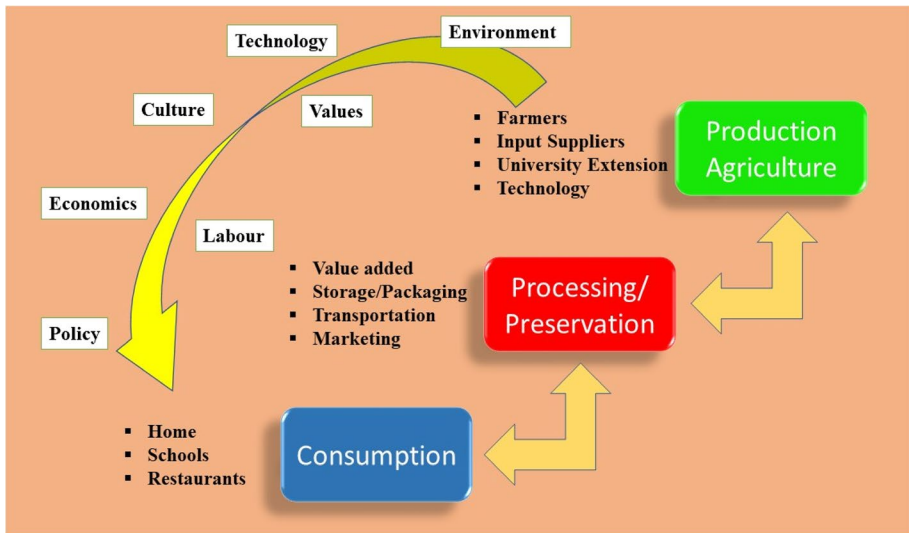 Environment
Technology
Culture
Values
Economics
Labour
Policy
▪ Farmers
▪ Input Suppliers
▪ University Extension
▪ Technology
Production
Agriculture
▪ Value added
▪ Storage/Packaging
▪ Transportation
▪ Marketing
Processing/
Preservation
▪ Home
▪ Schools
▪ Restaurants
Consumption